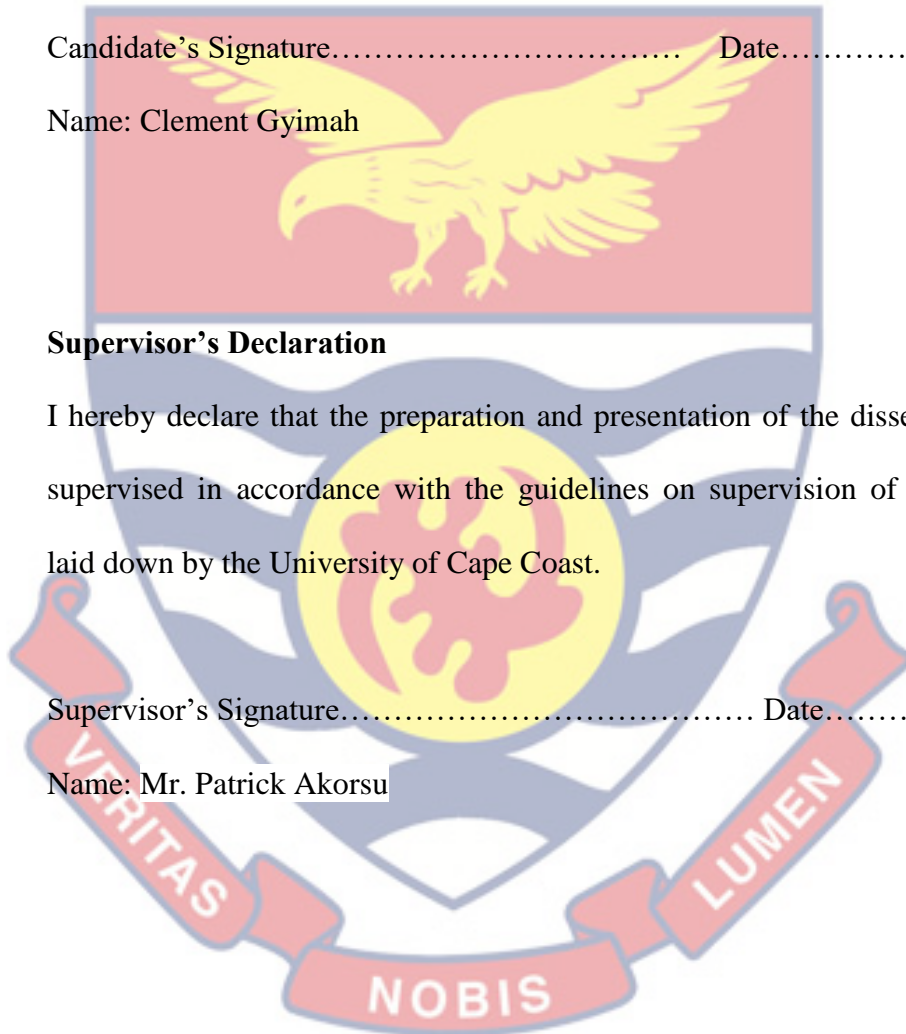 Candidate’s Signature…………………………… Date…………
Name: Clement Gyimah
Supervisor’s Declaration
I hereby declare that the preparation and presentation of the disse
supervised in accordance with the guidelines on supervision of
laid down by the University of Cape Coast.
Supervisor’s Signature………………………………… Date………
Name: Mr. Patrick Akorsu
VERITAS
NOBIS
LUMEN